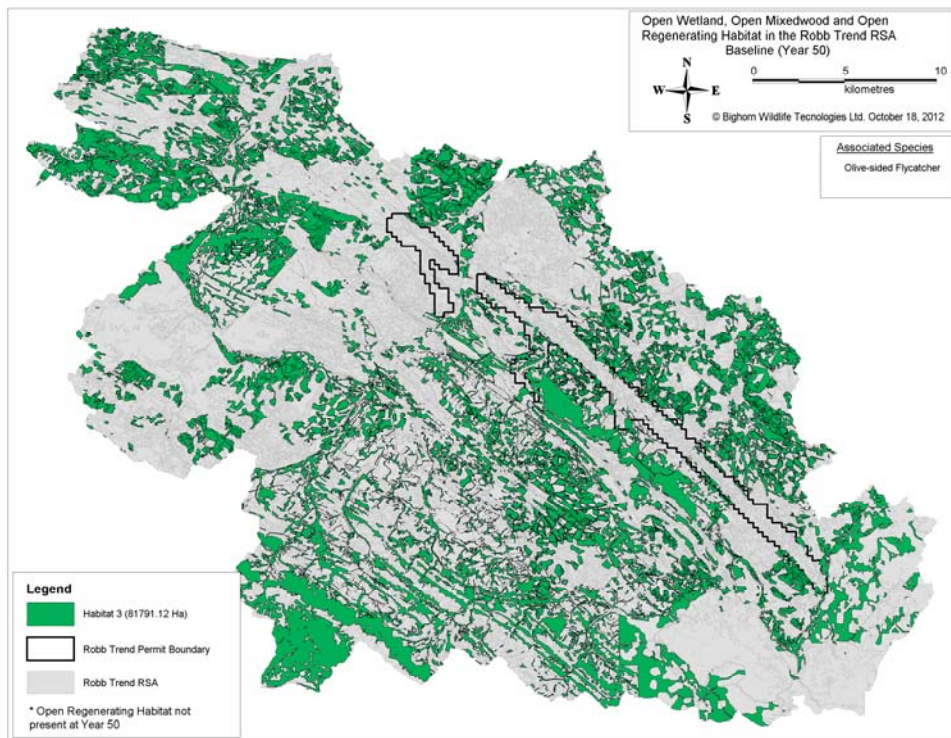 Open Wetland, Open Mixedwood and Open
Regenerating Habitat in the Robb Trend RSA
Baseline (Year 50)
N
W E
S
0 5 10
kilometres
© Bighorn Wildlife Tecnologies Ltd. October 18, 2012
Associated Species
Olive-sided Flycatcher
Legend
Habitat 3 (81791.12 Ha)
Robb Trend Permit Boundary
Robb Trend RSA
* Open Regenerating Habitat not
present at Year 50